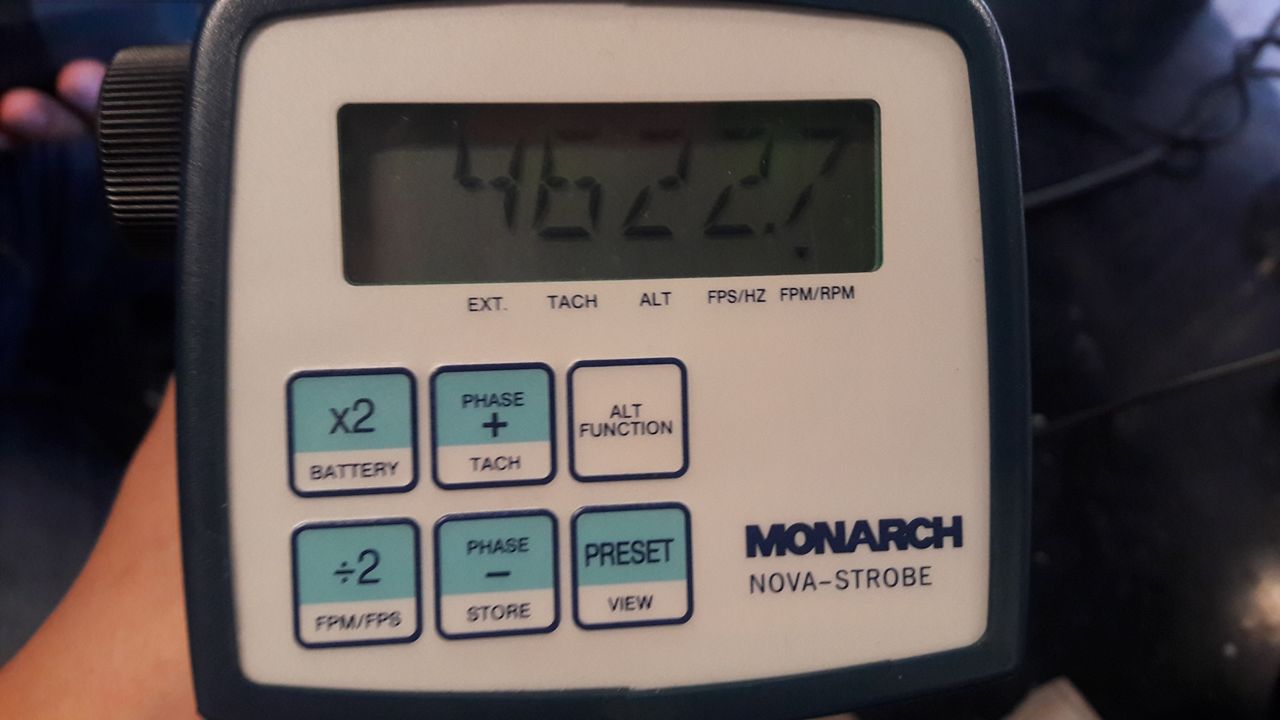 4622.7
EXT. TACH ALT FPS/HZ FPM/RPM
x2
BATTERY
PHASE
+
TACH
ALT
FUNCTION
÷2
FPM/FPS
PHASE
−
STORE
PRESET
VIEW
MONARCH
NOVA-STROBE